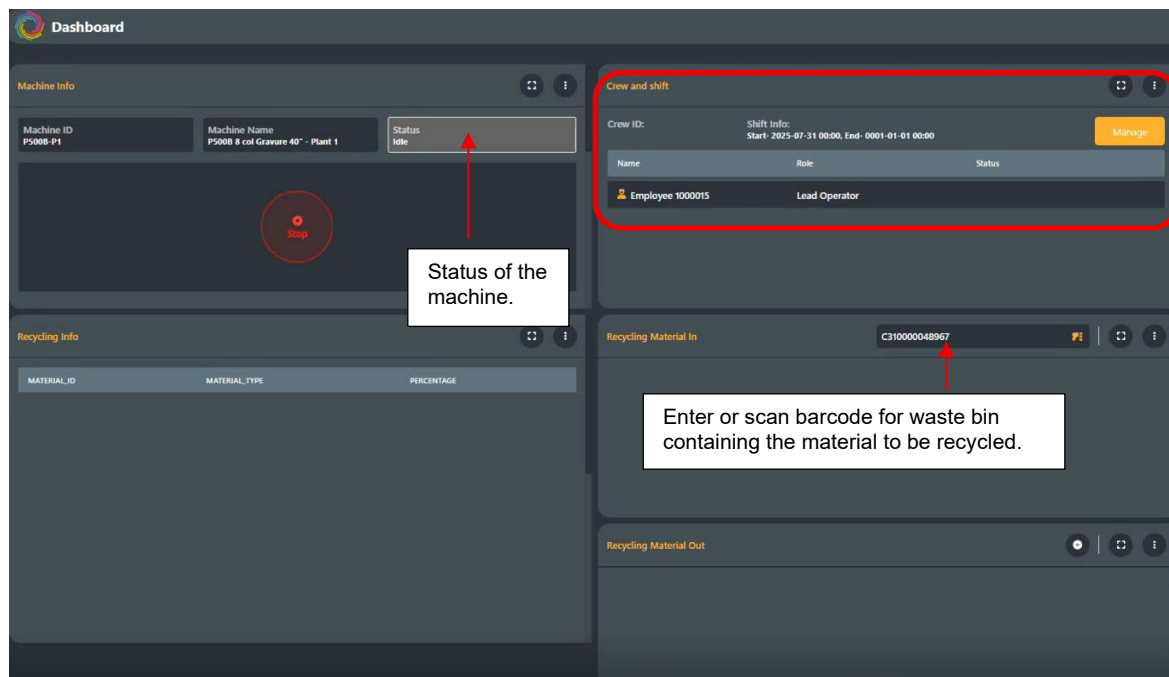 Dashboard
Machine Info
Machine ID
P500B-P1
Machine Name
P500B 8 col Gravure 40" - Plant 1
Status
Idle
Stop
Status of the
machine.
Crew and shift
Crew ID:
Shift Info:
Start- 2025-07-31 00:00, End- 0001-01-01 00:00
Manage
Name Role Status
Employee 1000015 Lead Operator
Recycling Info
MATERIAL_ID MATERIAL_TYPE PERCENTAGE
Recycling Material In
C310000048967
Enter or scan barcode for waste bin
containing the material to be recycled.
Recycling Material Out